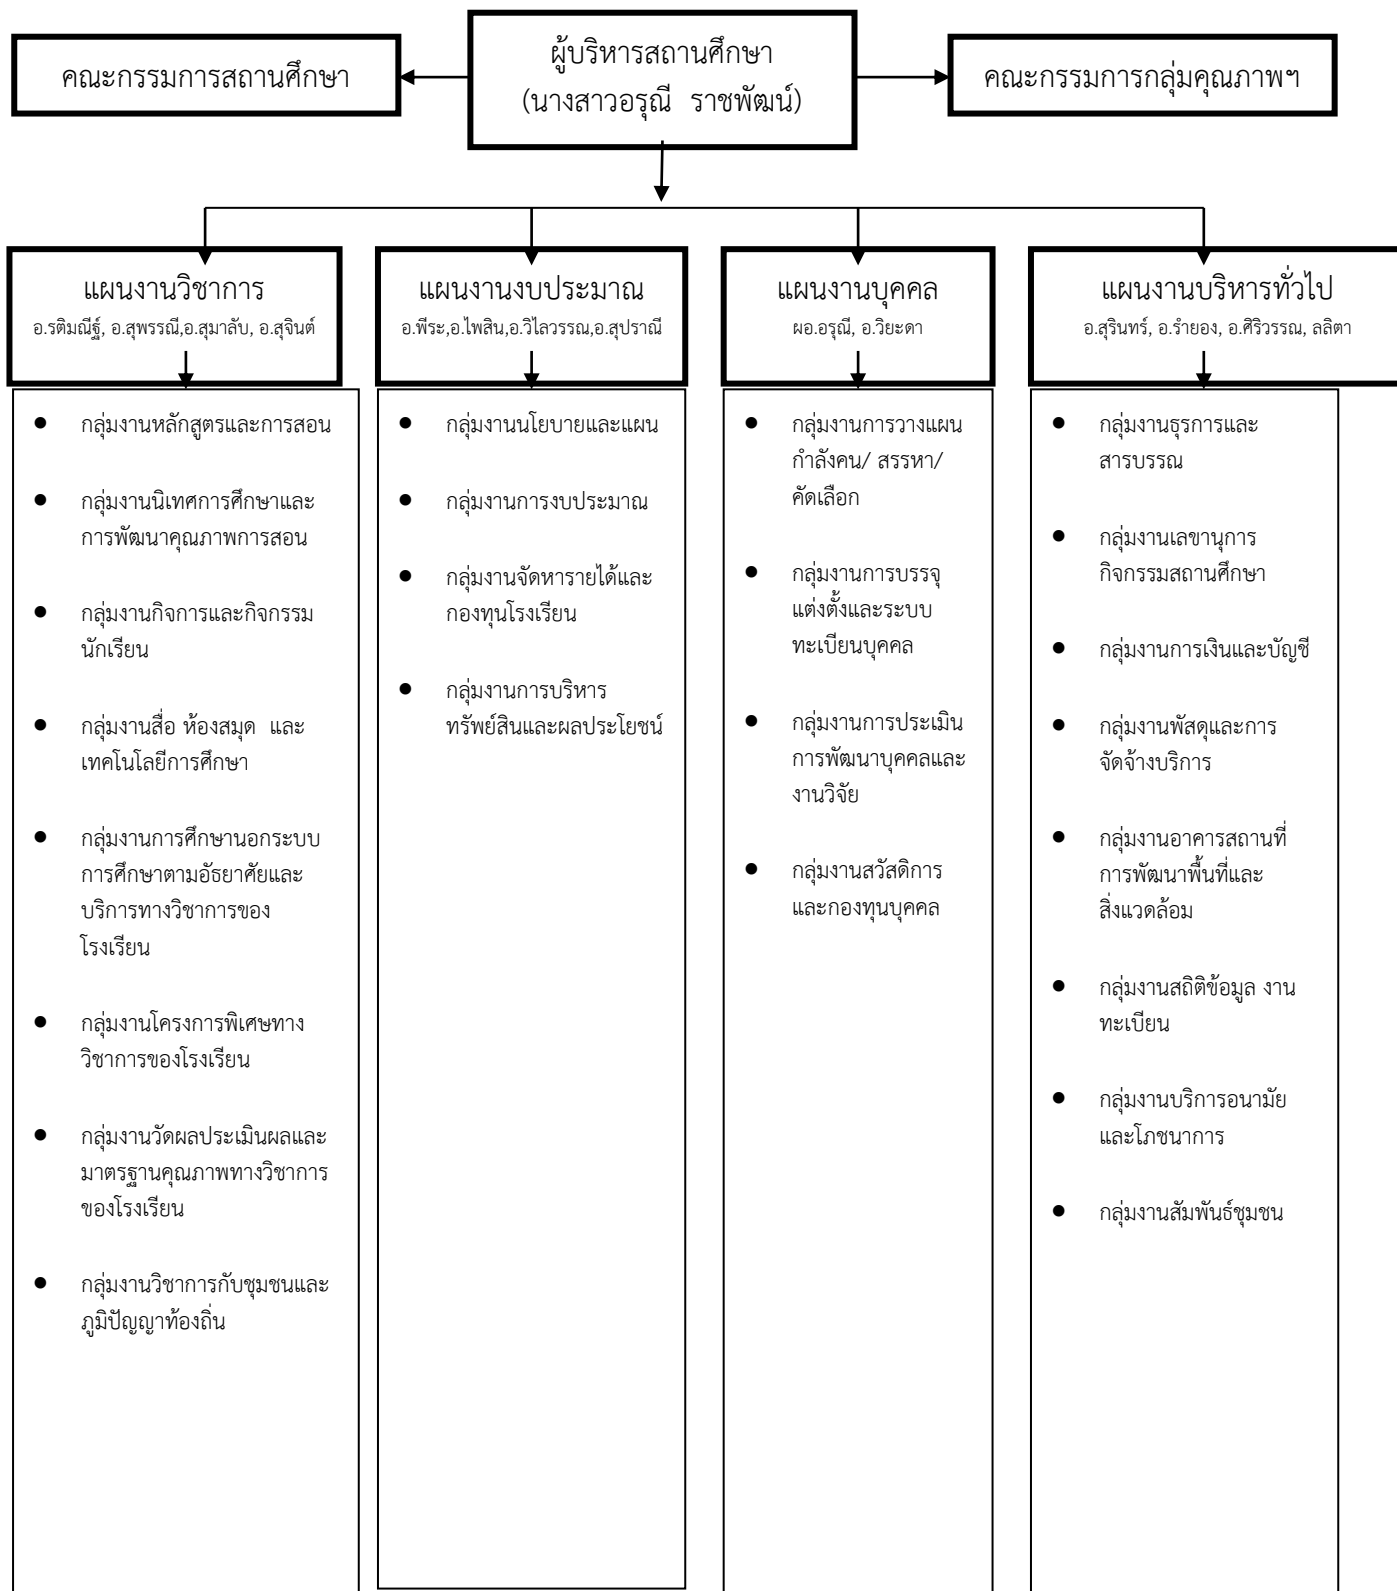 คณะกรรมการสถานศึกษา
ผู้บริหารสถานศึกษา
(นางสาวอรุณี ราชพัฒน์)
คณะกรรมการกลุ่มคุณภาพฯ
แผนงานวิชาการ
อ.รติมณีฐ์, อ.สุพรรณี,อ.สุมาลับ, อ.สุจินต์
กลุ่มงานหลักสูตรและการสอน
กลุ่มงานนิเทศการศึกษาและ
การพัฒนาคุณภาพการสอน
กลุ่มงานกิจการและกิจกรรม
นักเรียน
กลุ่มงานสื่อ ห้องสมุด และ
เทคโนโลยีการศึกษา
กลุ่มงานการศึกษานอกระบบ
การศึกษาตามอัธยาศัยและ
บริการทางวิชาการของ
โรงเรียน
กลุ่มงานโครงการพิเศษทาง
วิชาการของโรงเรียน
กลุ่มงานวัดผลประเมินผลและ
มาตรฐานคุณภาพทางวิชาการ
ของโรงเรียน
กลุ่มงานวิชาการกับชุมชนและ
ภูมิปัญญาท้องถิ่น
แผนงานงบประมาณ
อ.พีระ,อ.ไพสิน,อ.วิไลวรรณ,อ.สุปราณี
กลุ่มงานนโยบายและแผน
กลุ่มงานการงบประมาณ
กลุ่มงานจัดหารายได้และ
กองทุนโรงเรียน
กลุ่มงานการบริหาร
ทรัพย์สินและผลประโยชน์
แผนงานบุคคล
ผอ.อรุณี, อ.วิยะดา
กลุ่มงานการวางแผน
กำลังคน/ สรรหา/
คัดเลือก
กลุ่มงานการบรรจุ
แต่งตั้งและระบบ
ทะเบียนบุคคล
กลุ่มงานการประเมิน
การพัฒนาบุคคลและ
งานวิจัย
กลุ่มงานสวัสดิการ
และกองทุนบุคคล
แผนงานบริหารทั่วไป
อ.สุรินทร์, อ.รำยอง, อ.ศิริวรรณ, ลลิตา
กลุ่มงานธุรการและ
สารบรรณ
กลุ่มงานเลขานุการ
กิจกรรมสถานศึกษา
กลุ่มงานการเงินและบัญชี
กลุ่มงานพัสดุและการ
จัดจ้างบริการ
กลุ่มงานอาคารสถานที่
การพัฒนาพื้นที่และ
สิ่งแวดล้อม
กลุ่มงานสถิติข้อมูล งาน
ทะเบียน
กลุ่มงานบริการอนามัย
และโภชนาการ
กลุ่มงานสัมพันธ์ชุมชน